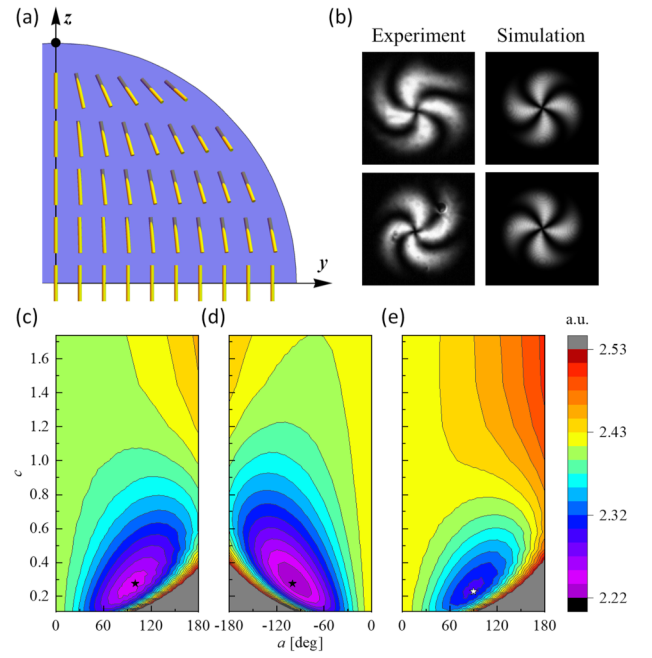 (a)
z
y
(b)
Experiment Simulation
(c) (d) (e)
a.u.
c
1.6
1.4
1.2
1.0
0.8
0.6
0.4
0.2
0 60 120 180
-180 -120 -60 0
0 60 120 180
a [deg]
2.53
2.43
2.32
2.22